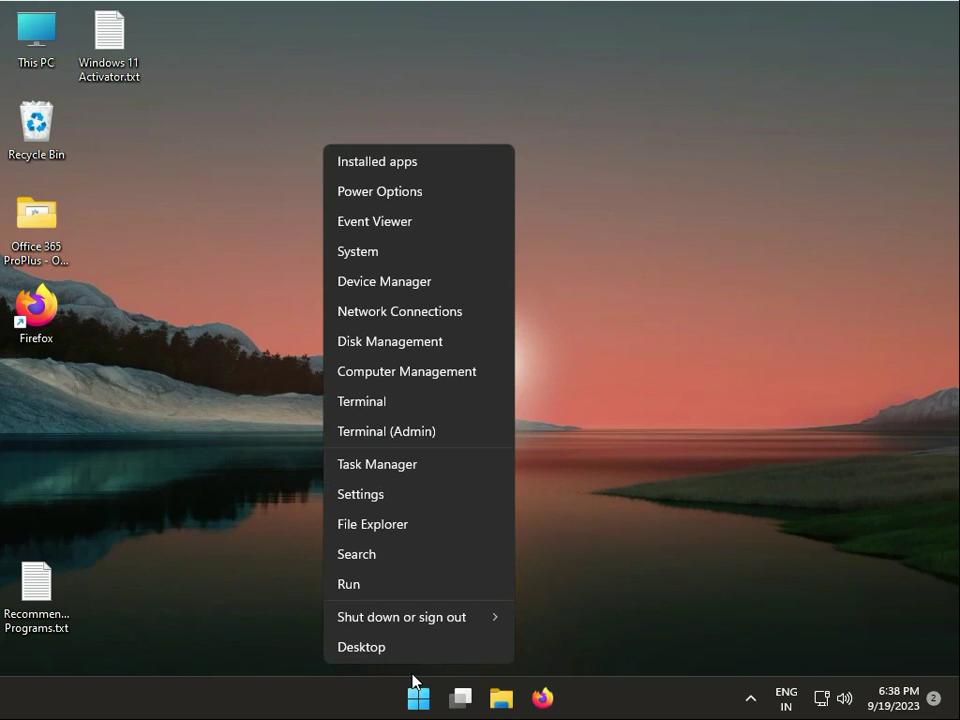 This PC
Windows 11
Activator.txt
Recycle Bin
Office 365
ProPlus - O...
Firefox
Recommen...
Programs.txt
Installed apps
Power Options
Event Viewer
System
Device Manager
Network Connections
Disk Management
Computer Management
Terminal
Terminal (Admin)
Task Manager
Settings
File Explorer
Search
Run
Shut down or sign out
Desktop
ENG
IN
6:38 PM
9/19/2023
2